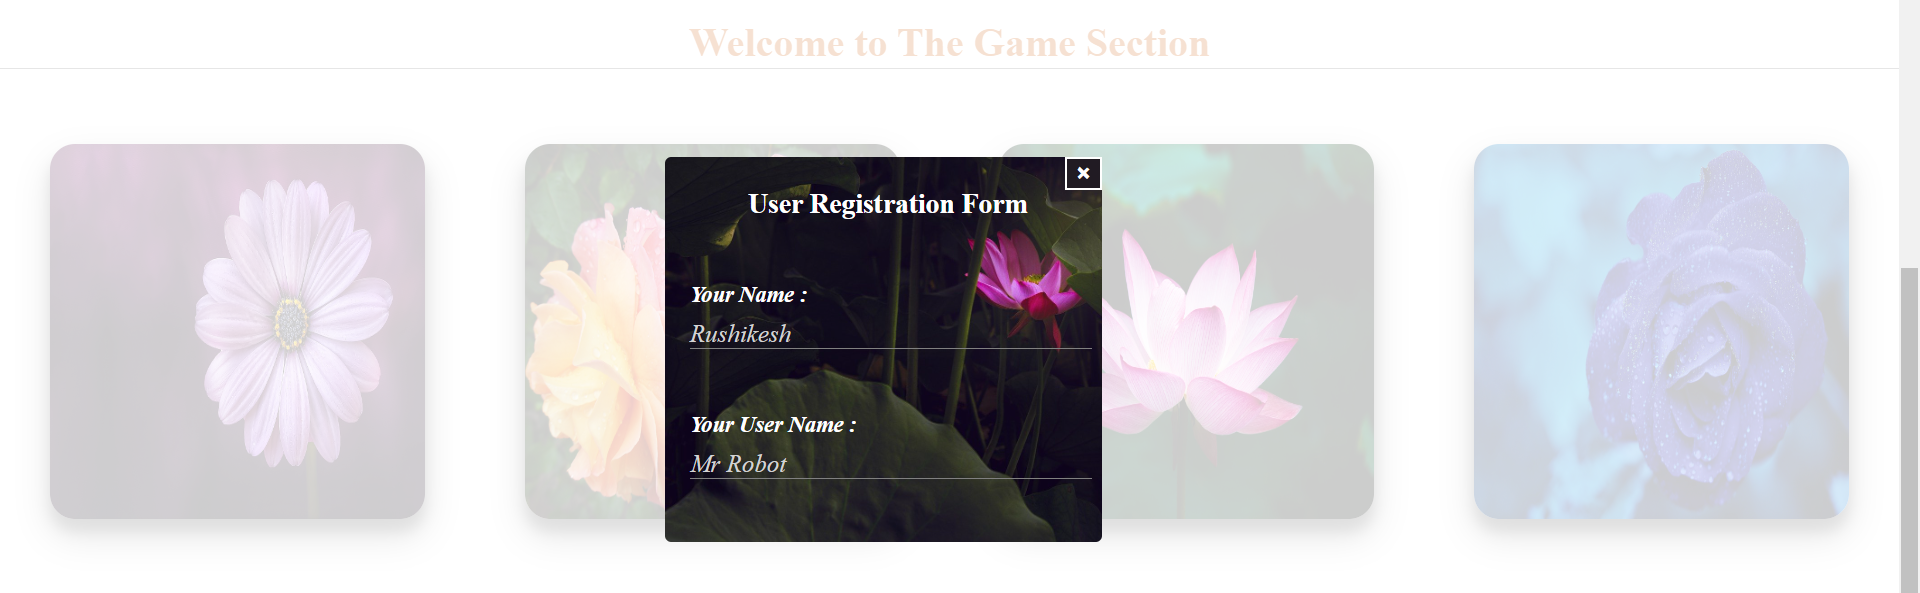 Welcome to The Game Section
User Registration Form
Your Name :
Rushikesh
Your User Name :
Mr Robot